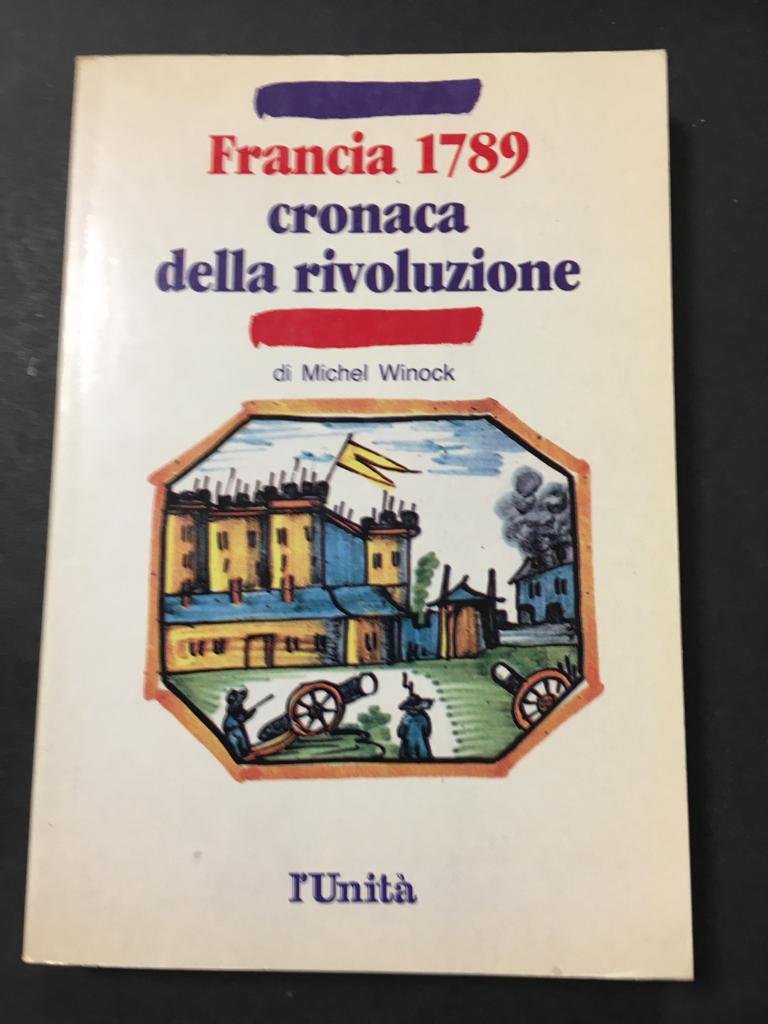 Francia 1789
cronaca
della rivoluzione
di Michel Winock
l'Unità